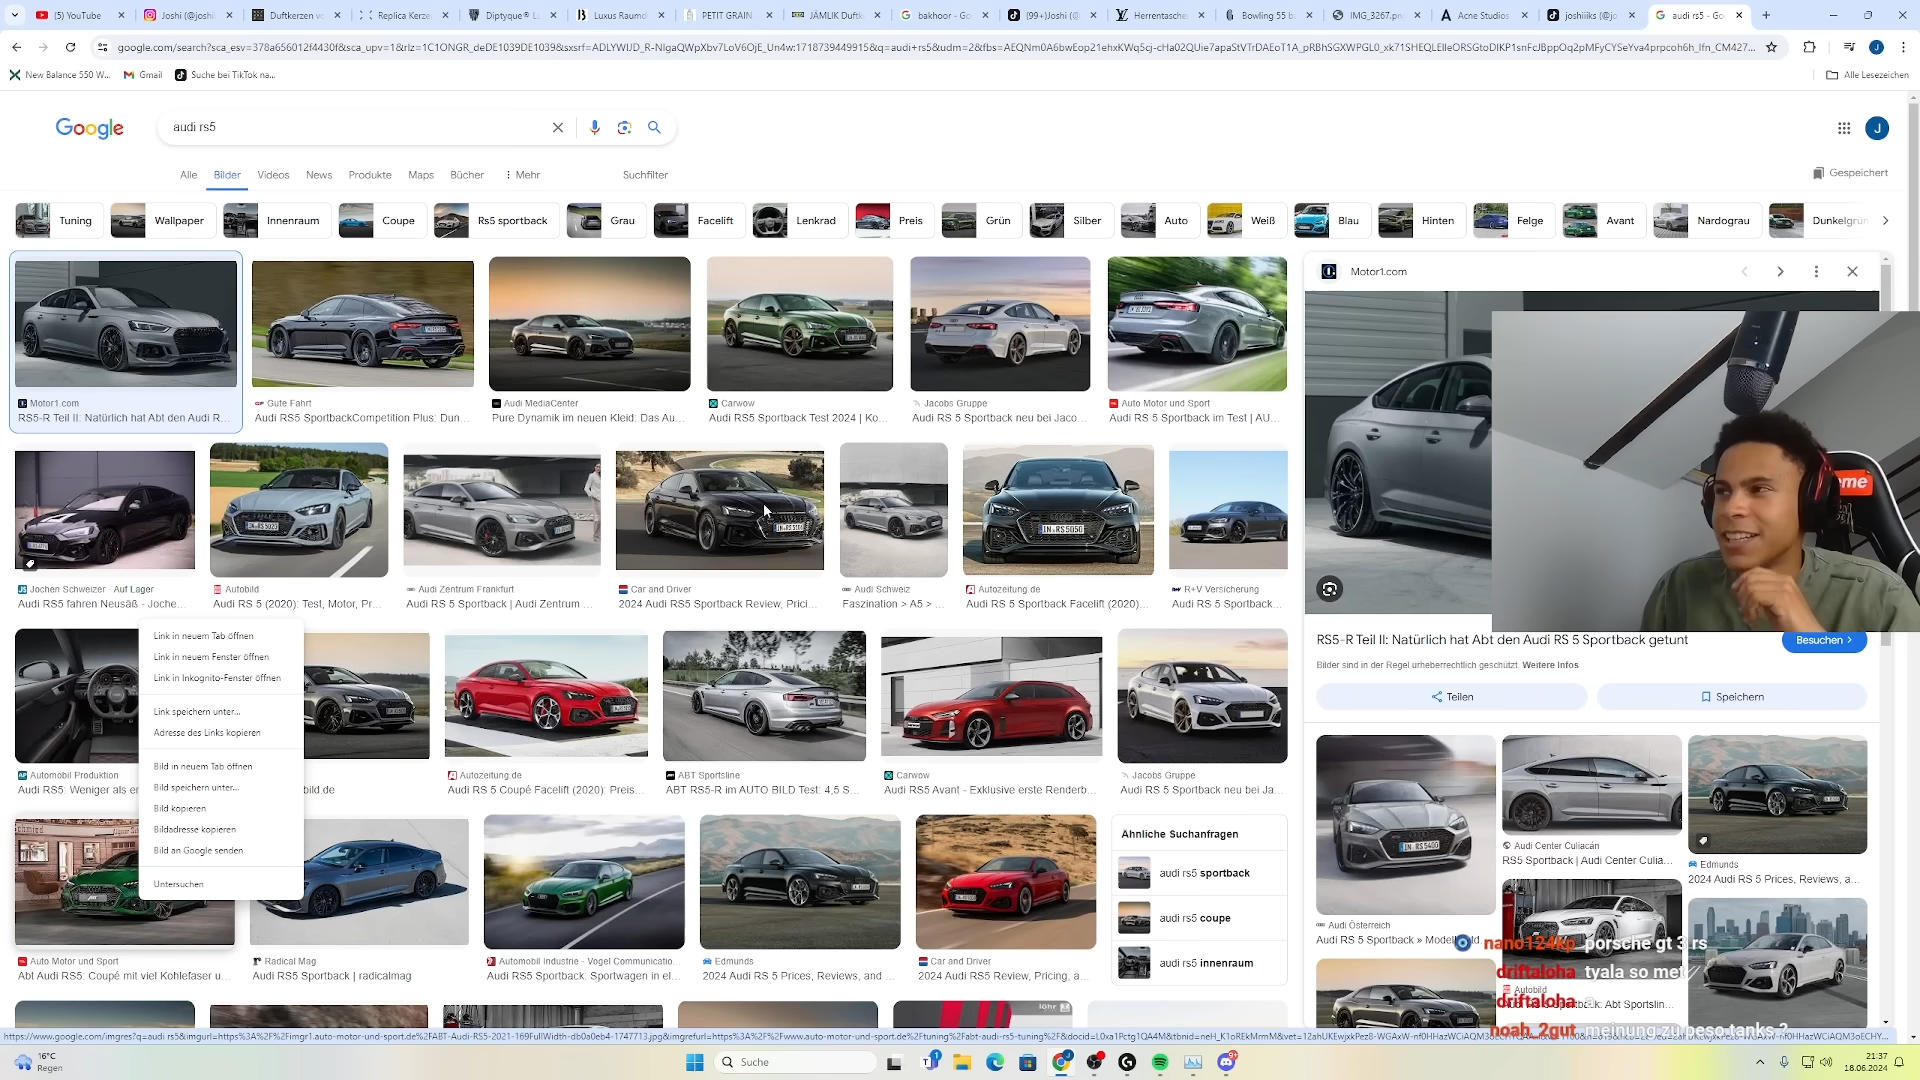 (5) YouTube
Joshi (@joshi
Duftkerzen vo
Replica Kerze
Diptyque® L
Luxus Raumd
PETIT GRAIN
JÄMLIK Duftk
bakhoor - Go
(99+)Joshi (@
Herrentasche
Bowling 55 b
IMG_3267.pn
Acne Studios
joshiiiks (@jo
audi rs5 - Go
New Balance 550 W...
Gmail
Suche bei TikTok na...
Alle Lesezeichen
Google
audi rs5
J
Alle
Bilder
Videos
News
Produkte
Maps
Bücher
Mehr
Suchfilter
Gespeichert
Tuning
Wallpaper
Innenraum
Coupe
Rs5 sportback
Grau
Facelift
Lenkrad
Preis
Grün
Silber
Auto
Weiß
Blau
Hinten
Felge
Avant
Nardograu
Dunkelgrün
Motor1.com
RS5-R Teil II: Natürlich hat Abt den Audi R...
Gute Fahrt
Audi RS5 SportbackCompetition Plus: Dun...
Audi MediaCenter
Pure Dynamik im neuen Kleid: Das Au...
Carwow
Audi RS5 Sportback Test 2024 | Ko...
Jacobs Gruppe
Audi RS 5 Sportback neu bei Jaco...
Auto Motor und Sport
Audi RS 5 Sportback im Test | AU...
Jochen Schweizer · Auf Lager
Audi RS5 fahren Neusäß - Joche...
Autobild
Audi RS 5 (2020): Test, Motor, Pr...
Audi Zentrum Frankfurt
Audi RS 5 Sportback | Audi Zentrum ...
Car and Driver
2024 Audi RS5 Sportback Review, Prici...
Audi Schweiz
Faszination > A5 > ...
Autozeitung.de
Audi RS 5 Sportback Facelift (2020)...
R+V Versicherung
Audi RS 5 Sportback...
Link in neuem Tab öffnen
Link in neuem Fenster öffnen
Link in Inkognito-Fenster öffnen
Link speichern unter...
Adresse des Links kopieren
Bild in neuem Tab öffnen
Bild speichern unter...
Bild kopieren
Bildadresse kopieren
Bild an Google senden
Untersuchen
Automobil Produktion
Audi RS5: Weniger als er
bild.de
Autozeitung.de
Audi RS 5 Coupé Facelift (2020): Preis...
ABT Sportsline
ABT RS5-R im AUTO BILD Test: 4,5 S...
Carwow
Audi RS5 Avant - Exklusive erste Renderb...
Jacobs Gruppe
Audi RS 5 Sportback neu bei Ja...
Auto Motor und Sport
Abt Audi RS5: Coupé mit viel Kohlefaser u...
Radical Mag
Audi RS5 Sportback | radicalmag
Automobil Industrie - Vogel Communicatio...
Audi RS5 Sportback: Sportwagen in el...
Edmunds
2024 Audi RS 5 Prices, Reviews, and ...
Car and Driver
2024 Audi RS5 Review, Pricing, a...
Ähnliche Suchanfragen
audi rs5 sportback
audi rs5 coupe
audi rs5 innenraum
Motor1.com
RS5-R Teil II: Natürlich hat Abt den Audi RS 5 Sportback getunt
Besuchen
Bilder sind in der Regel urheberrechtlich geschützt. Weitere Infos
Teilen
Speichern
Audi Österreich
Audi RS 5 Sportback » Model
Audi Center Culiacán
RS5 Sportback | Audi Center Culia...
Edmunds
2024 Audi RS 5 Prices, Reviews, a...
Autobild
nano124kp porsche gt 3 rs
driftaloha tyala so met
driftaloha
noah_2gut meinung zu peso tanks ?
16°C
Regen
Suche
21:37
18.06.2024